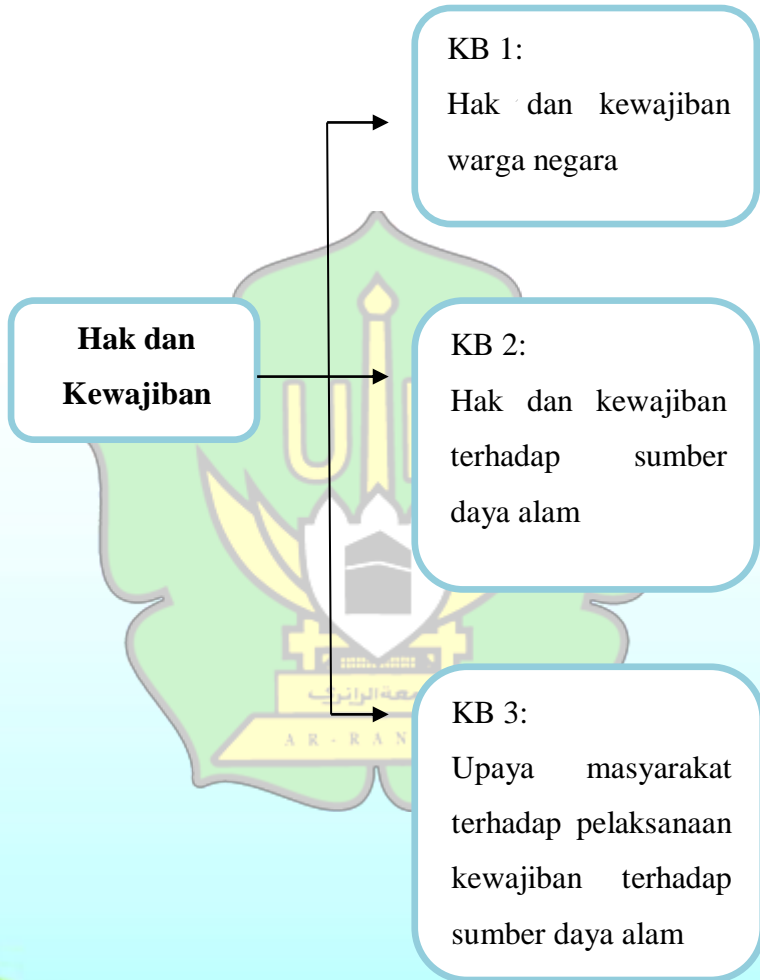 KB 1:
Hak dan kewajiban
warga negara
Hak dan
Kewajiban
KB 2:
Hak dan kewajiban
terhadap sumber
daya alam
KB 3:
Upaya masyarakat
terhadap pelaksanaan
kewajiban terhadap
sumber daya alam
A R - R A N